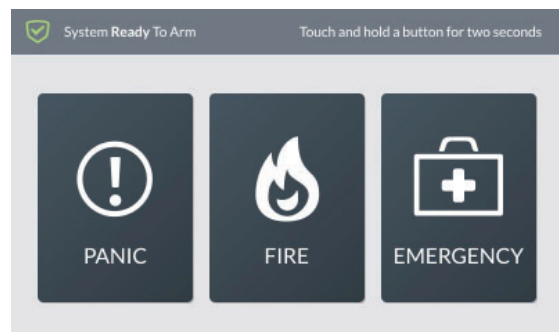 System Ready To Arm
Touch and hold a button for two seconds
PANIC
FIRE
EMERGENCY